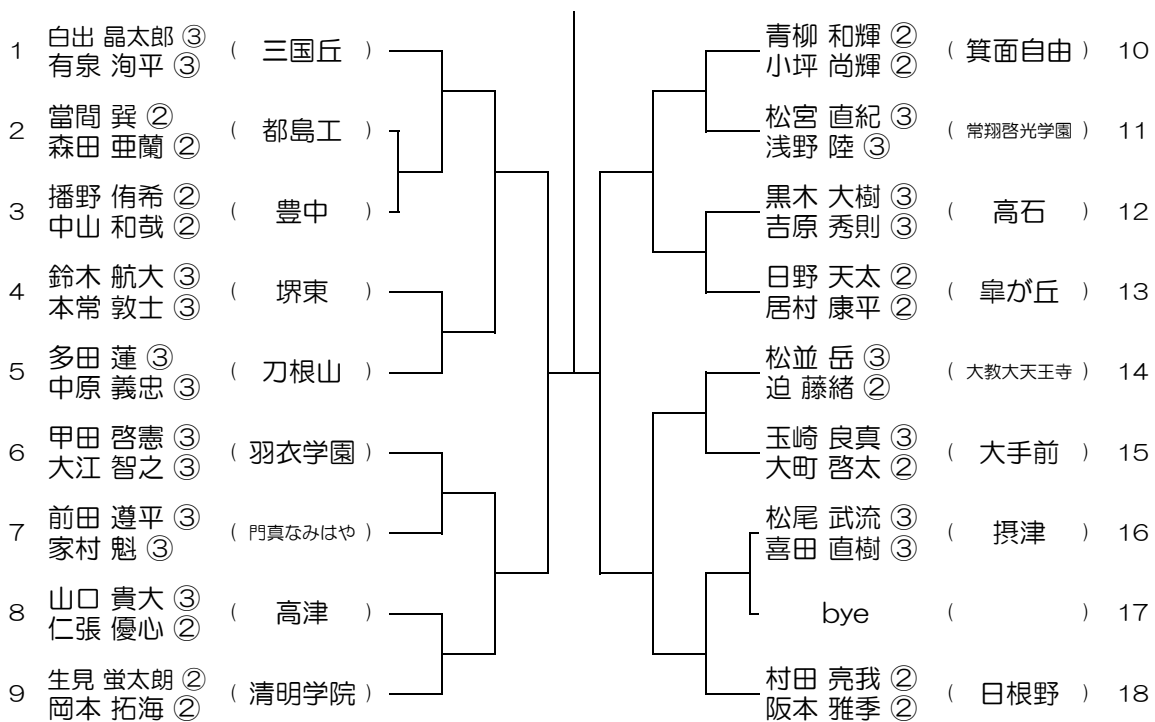 1 白出 晶太郎 ③ ( 三国丘 )
有泉 洵平 ③
2 當間 巽 ② ( 都島工 )
森田 亜蘭 ②
3 播野 侑希 ② ( 豊中 )
中山 和哉 ②
4 鈴木 航大 ③ ( 堺東 )
本常 敦士 ③
5 多田 蓮 ③ ( 刀根山 )
中原 義忠 ③
6 甲田 啓憲 ③ ( 羽衣学園 )
大江 智之 ③
7 前田 遵平 ③ ( 門真なみはや )
家村 魁 ③
8 山口 貴大 ③ ( 高津 )
仁張 優心 ②
9 生見 蛍太朗 ② ( 清明学院 )
岡本 拓海 ②
青柳 和輝 ② ( 箕面自由 ) 10
小坪 尚輝 ②
松宮 直紀 ③ ( 常翔啓光学園 ) 11
浅野 陸 ③
黒木 大樹 ③ ( 高石 ) 12
吉原 秀則 ③
日野 天太 ② ( 皐が丘 ) 13
居村 康平 ②
松並 岳 ③ ( 大教大天王寺 ) 14
迫 藤緒 ②
玉崎 良真 ③ ( 大手前 ) 15
大町 啓太 ②
松尾 武流 ③ ( 摂津 ) 16
喜田 直樹 ③
bye ( ) 17
村田 亮我 ② ( 日根野 ) 18
阪本 雅季 ②